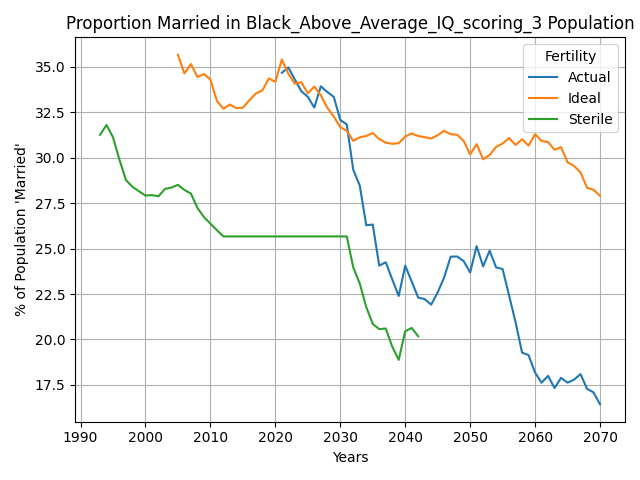 Proportion Married in Black_Above_Average_IQ_scoring_3 Population
% of Population 'Married'
35.0
32.5
30.0
27.5
25.0
22.5
20.0
17.5
Fertility
Actual
Ideal
Sterile
1990 2000 2010 2020 2030 2040 2050 2060 2070
Years